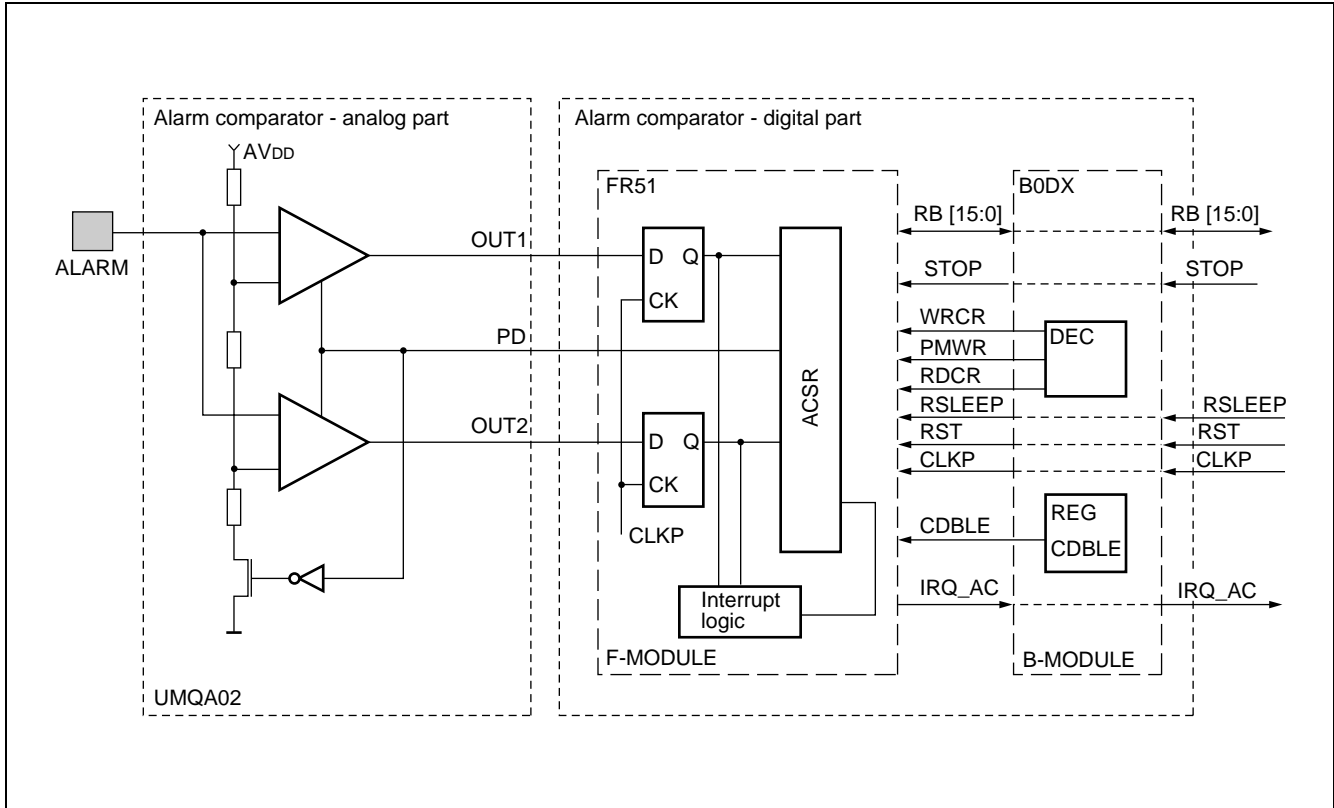 Alarm comparator - analog part
AVDD
ALARM
OUT1
PD
OUT2
UMQA02
Alarm comparator - digital part
FR51
D Q
CK
D Q
CK
CLKP
ACSR
Interrupt
logic
F-MODULE
B0DX
RB [15:0]
RB [15:0]
STOP
STOP
WRCR
PMWR
RDCR
DEC
RSLEEP
RSLEEP
RST
RST
CLKP
CLKP
CDBLE
REG
CDBLE
IRQ_AC
IRQ_AC
B-MODULE